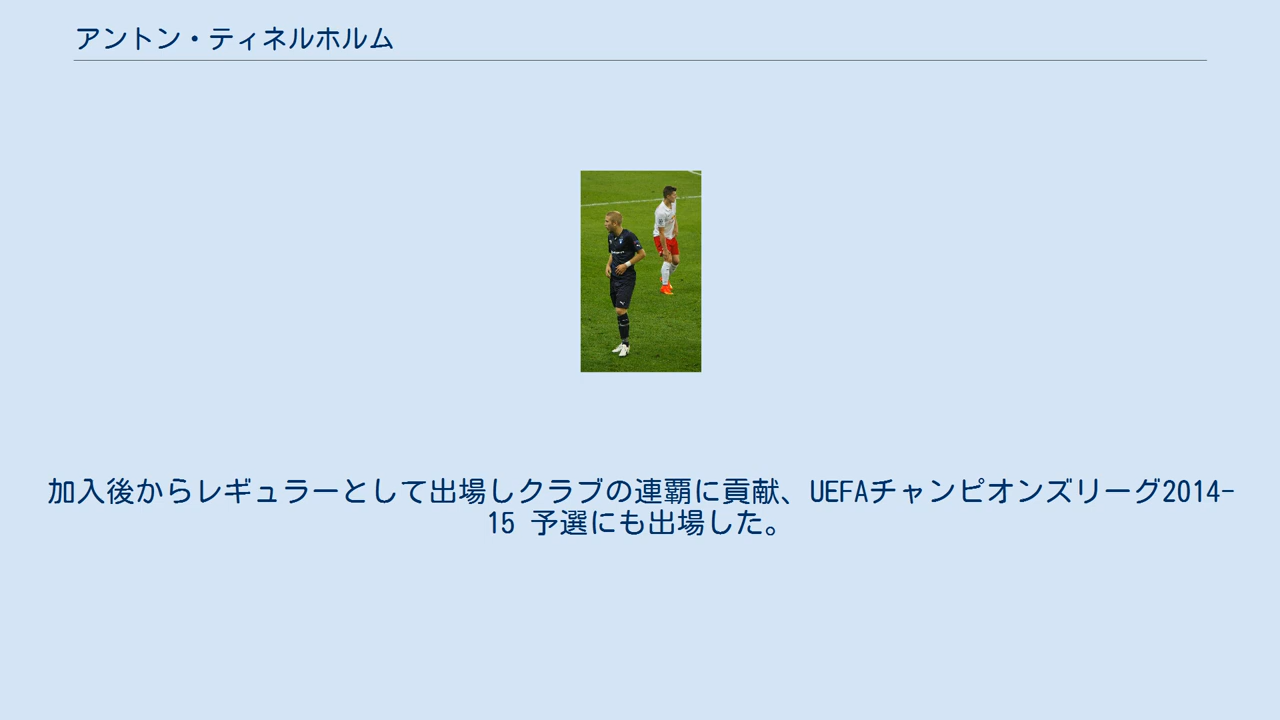 アントン・ティネルホルム
加入後からレギュラーとして出場しクラブの連覇に貢献、UEFAチャンピオンズリーグ2014-
15 予選にも出場した。